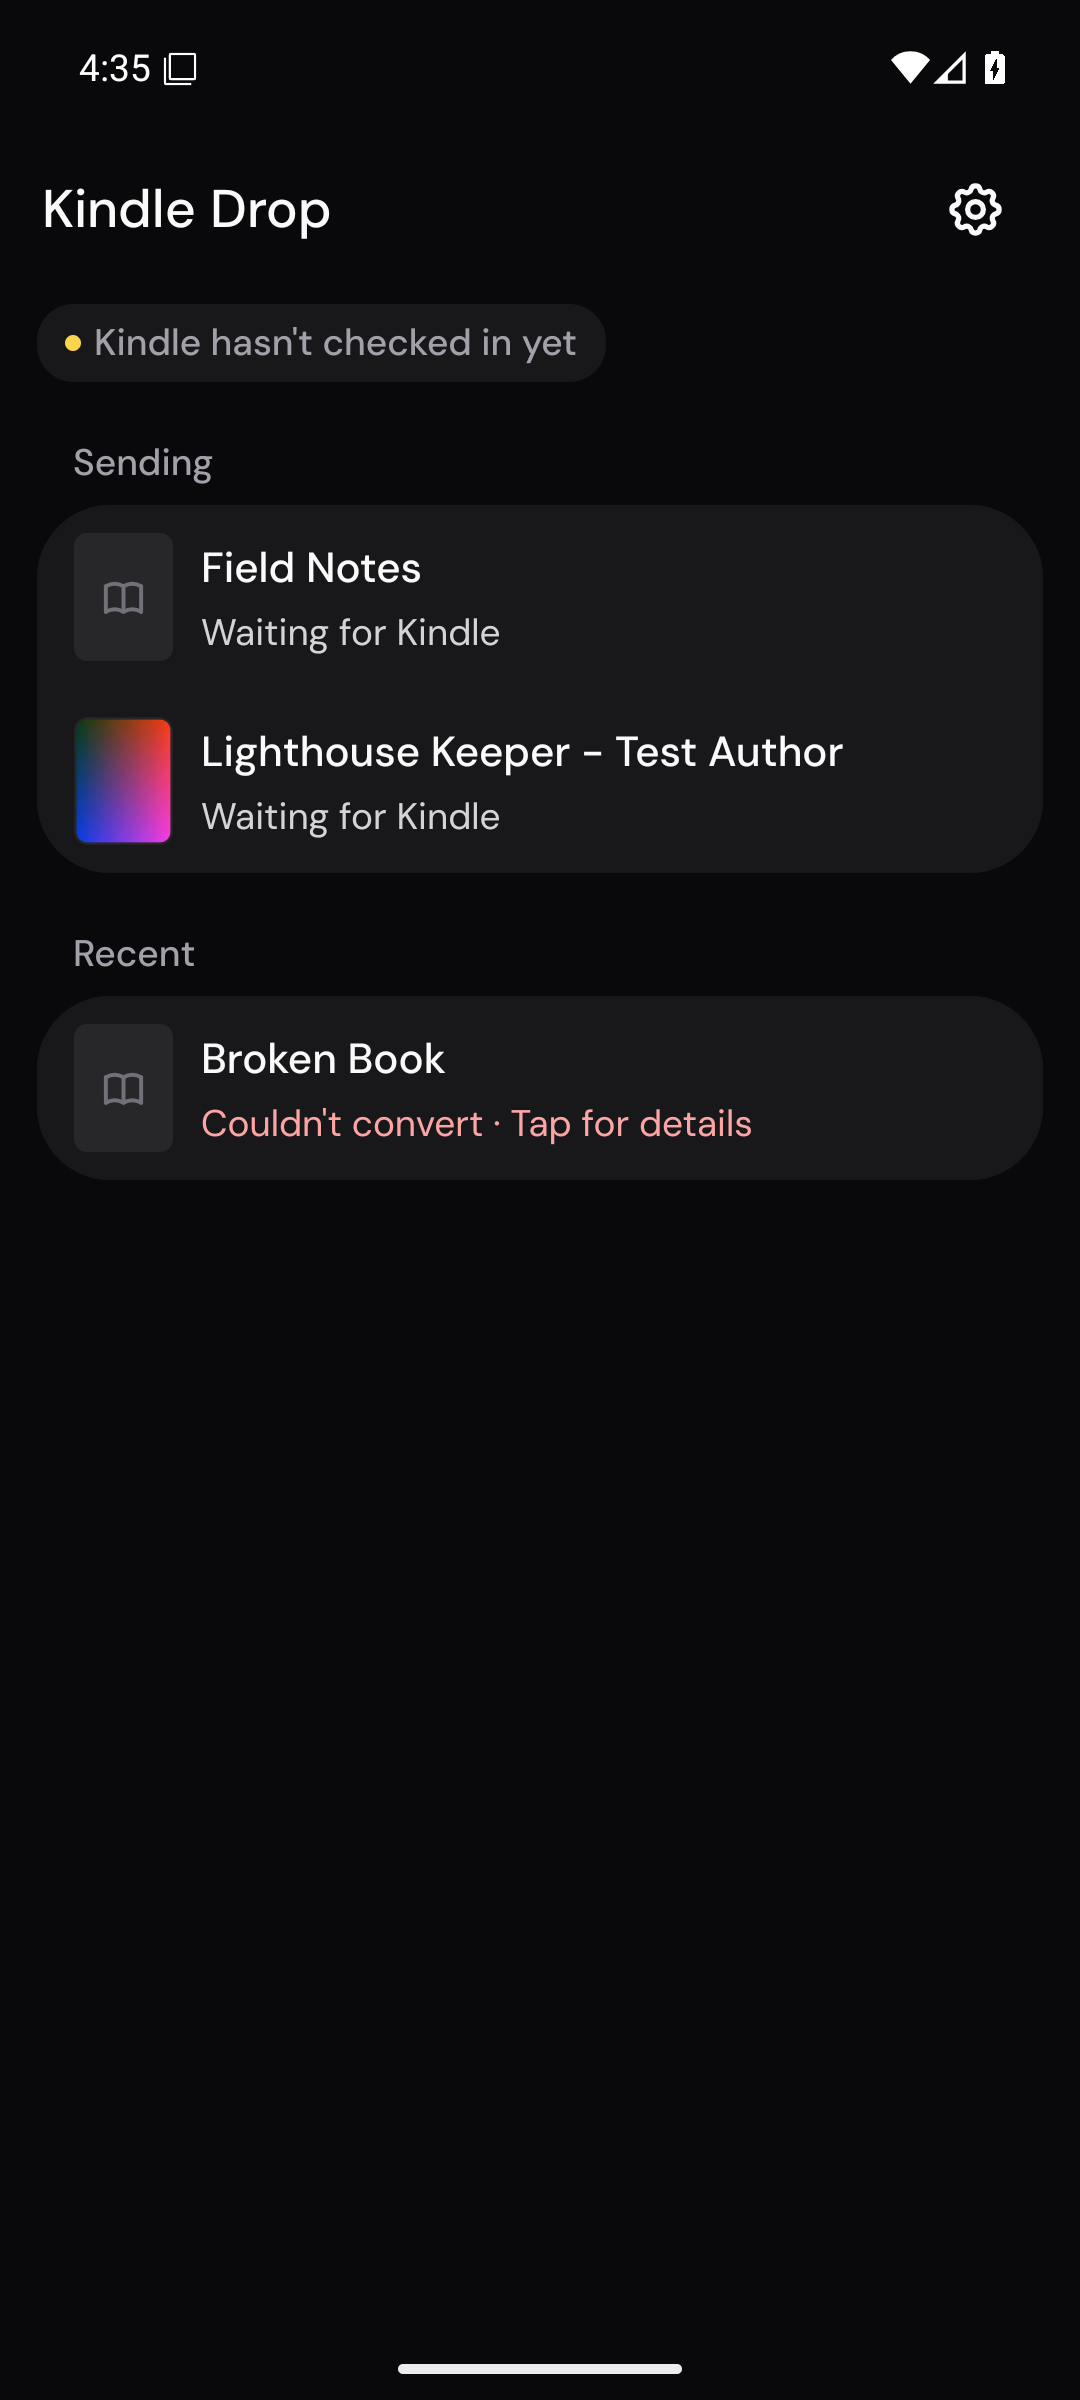 4:35
Kindle Drop
Kindle hasn't checked in yet
Sending
Field Notes
Waiting for Kindle
Lighthouse Keeper - Test Author
Waiting for Kindle
Recent
Broken Book
Couldn't convert · Tap for details